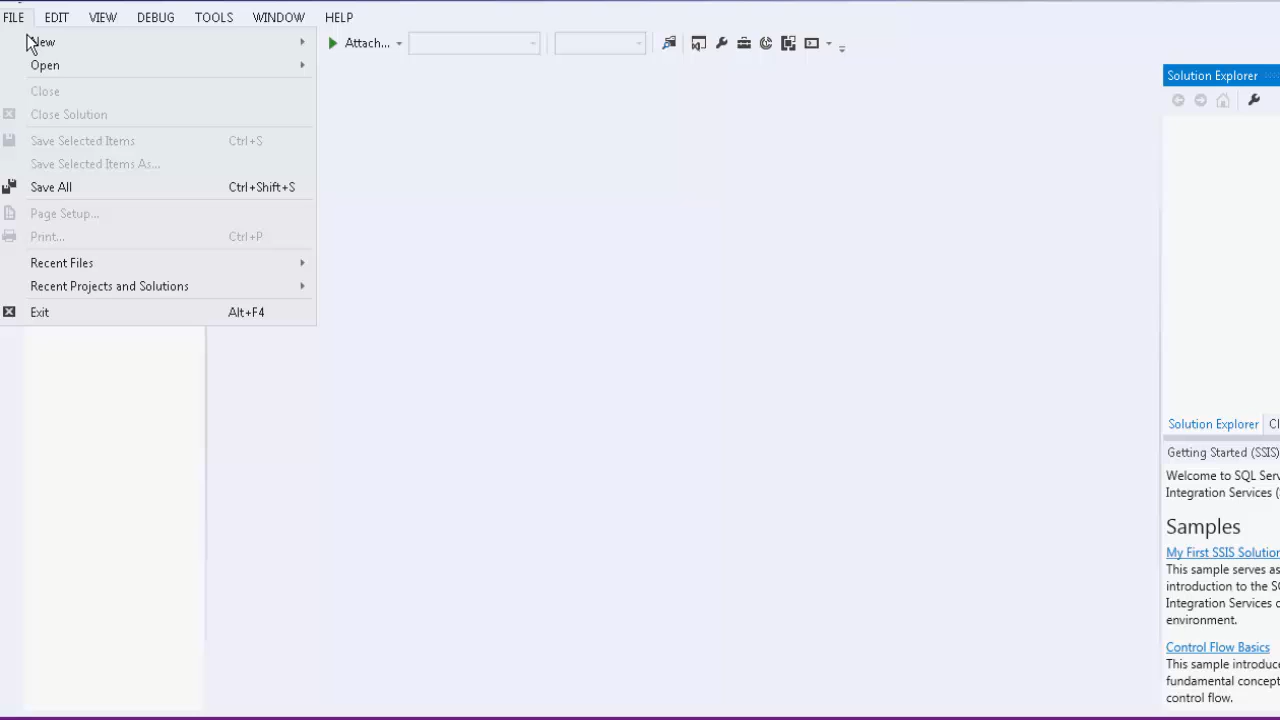 FILE EDIT VIEW DEBUG TOOLS WINDOW HELP
New
Open
Close
Close Solution
Save Selected Items Ctrl+S
Save Selected Items As...
Save All Ctrl+Shift+S
Page Setup...
Print... Ctrl+P
Recent Files
Recent Projects and Solutions
Exit Alt+F4
Attach...
Solution Explorer
Solution Explorer Cl
Getting Started (SSIS)
Welcome to SQL Serv
Integration Services (
Samples
My First SSIS Solution
This sample serves as
introduction to the SQ
Integration Services d
environment.
Control Flow Basics
This sample introduce
fundamental concept
control flow.